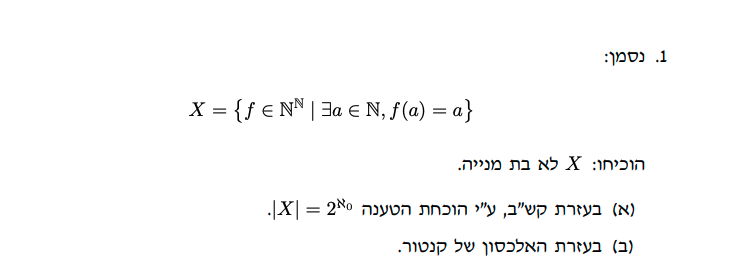 1. נסמן:
X = {f ∈ ℕ^ℕ | ∃a ∈ ℕ, f(a) = a}
הוכיחו: X לא בת מנייה.
(א) בעזרת קש"ב, ע"י הוכחת הטענה |X| = 2^ℵ₀.
(ב) בעזרת האלכסון של קנטור.